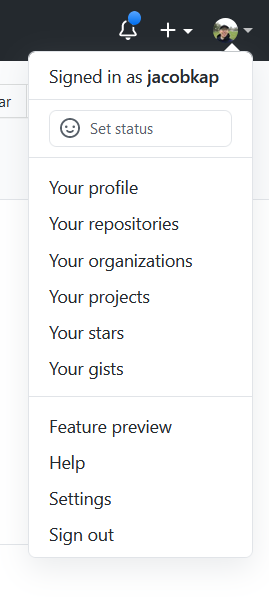 ar
Signed in as jacobkap
Set status
Your profile
Your repositories
Your organizations
Your projects
Your stars
Your gists
Feature preview
Help
Settings
Sign out